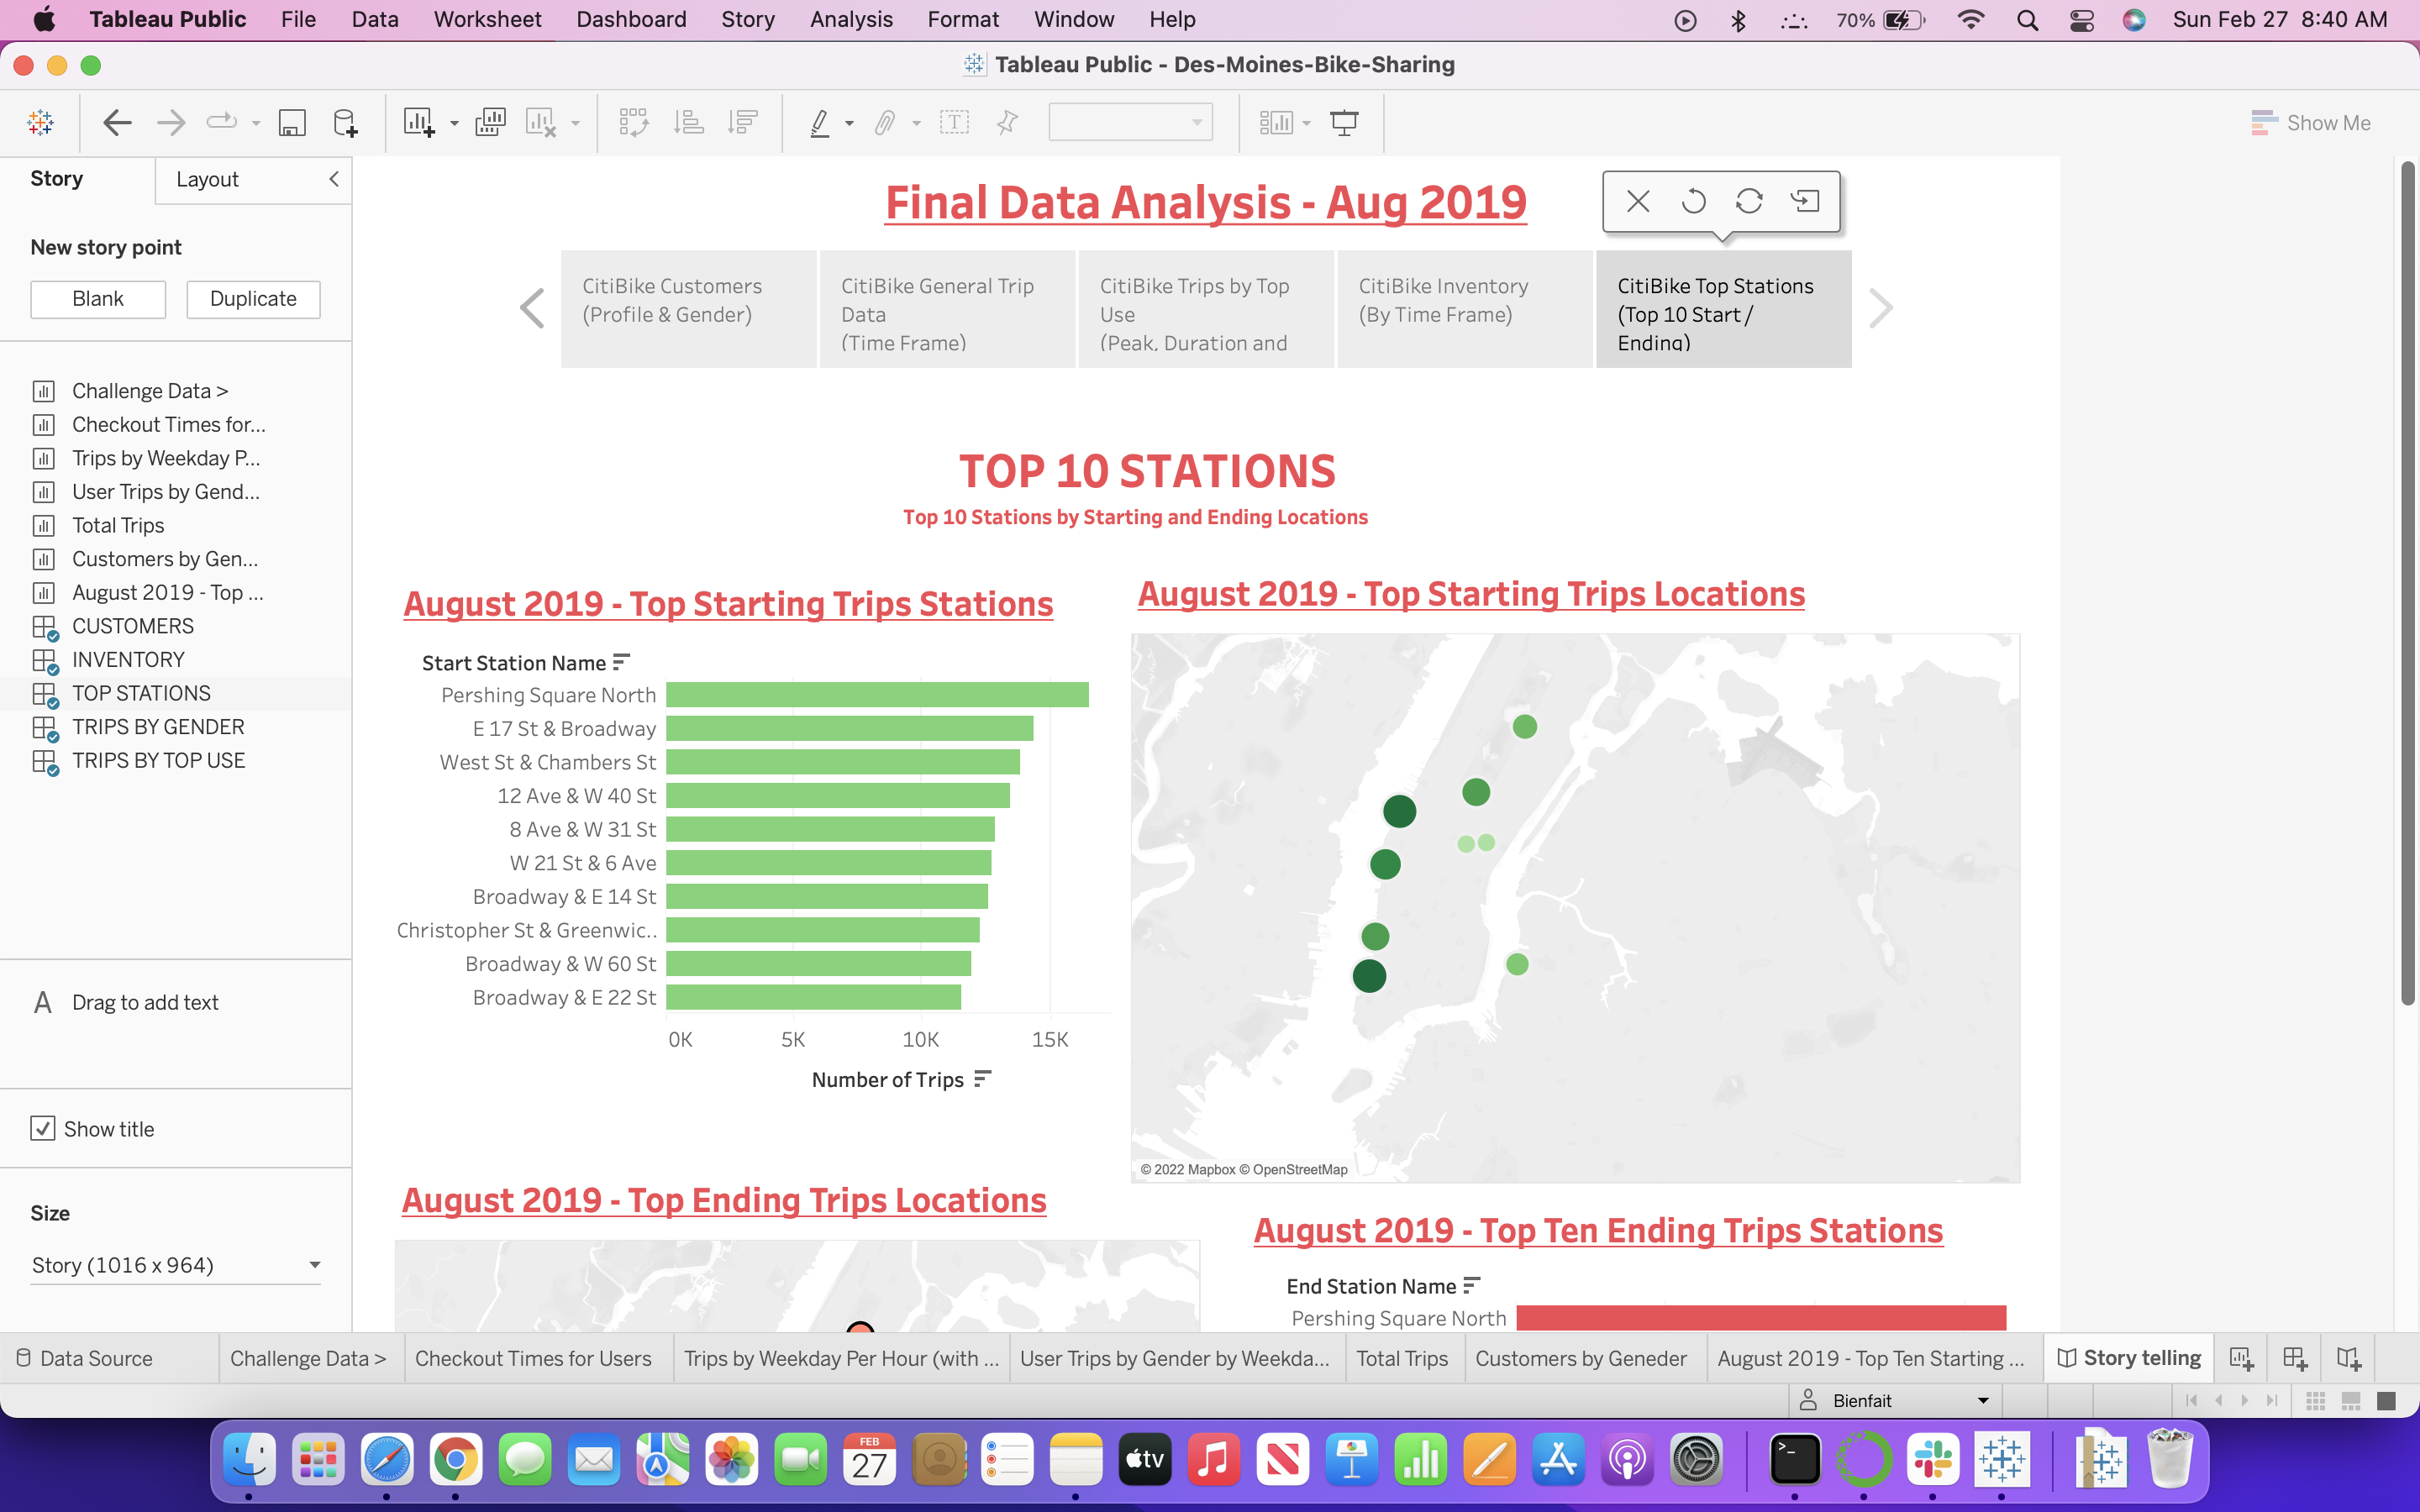 Tableau Public File Data Worksheet Dashboard Story Analysis Format Window Help 70% Sun Feb 27 8:40 AM
Tableau Public - Des-Moines-Bike-Sharing
Show Me
Story Layout
New story point
Blank Duplicate
Challenge Data >
Checkout Times for...
Trips by Weekday P...
User Trips by Gend...
Total Trips
Customers by Gen...
August 2019 - Top ...
CUSTOMERS
INVENTORY
TOP STATIONS
TRIPS BY GENDER
TRIPS BY TOP USE
A Drag to add text
Show title
Size
Story (1016 x 964)
Final Data Analysis - Aug 2019
CitiBike Customers
(Profile & Gender)
CitiBike General Trip
Data
(Time Frame)
CitiBike Trips by Top
Use
(Peak, Duration and
CitiBike Inventory
(By Time Frame)
CitiBike Top Stations
(Top 10 Start /
Ending)
TOP 10 STATIONS
Top 10 Stations by Starting and Ending Locations
August 2019 - Top Starting Trips Stations
Start Station Name
Pershing Square North
E 17 St & Broadway
West St & Chambers St
12 Ave & W 40 St
8 Ave & W 31 St
W 21 St & 6 Ave
Broadway & E 14 St
Christopher St & Greenwic..
Broadway & W 60 St
Broadway & E 22 St
0K 5K 10K 15K
Number of Trips
August 2019 - Top Starting Trips Locations
© 2022 Mapbox © OpenStreetMap
August 2019 - Top Ending Trips Locations
August 2019 - Top Ten Ending Trips Stations
End Station Name
Pershing Square North
Data Source Challenge Data > Checkout Times for Users Trips by Weekday Per Hour (with ... User Trips by Gender by Weekda... Total Trips Customers by Geneder August 2019 - Top Ten Starting ... Story telling
Bienfait
FEB
27
tv
>_